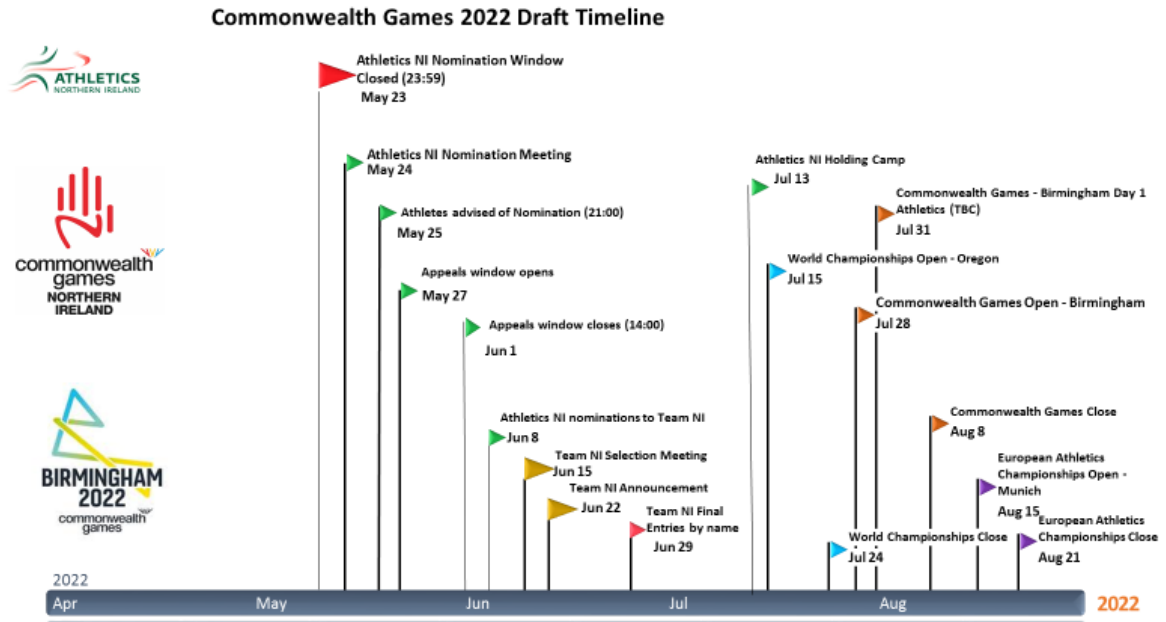 Commonwealth Games 2022 Draft Timeline
ATHLETICS
NORTHERN IRELAND
Athletics NI Nomination Window
Closed (23:59)
May 23
Athletics NI Nomination Meeting
May 24
Athletes advised of Nomination (21:00)
May 25
Appeals window opens
May 27
Appeals window closes (14:00)
Jun 1
Athletics NI nominations to Team NI
Jun 8
Team NI Selection Meeting
Jun 15
Team NI Announcement
Jun 22
Team NI Final
Entries by name
Jun 29
Athletics NI Holding Camp
Jul 13
Commonwealth Games - Birmingham Day 1
Athletics (TBC)
Jul 31
World Championships Open - Oregon
Jul 15
Commonwealth Games Open - Birmingham
Jul 28
Commonwealth Games Close
Aug 8
European Athletics
Championships Open -
Munich
Aug 15
European Athletics
Championships Close
Aug 21
World Championships Close
Jul 24
commonwealth
games
NORTHERN
IRELAND
BIRMINGHAM
2022
commonwealth
games
2022
Apr May Jun Jul Aug 2022